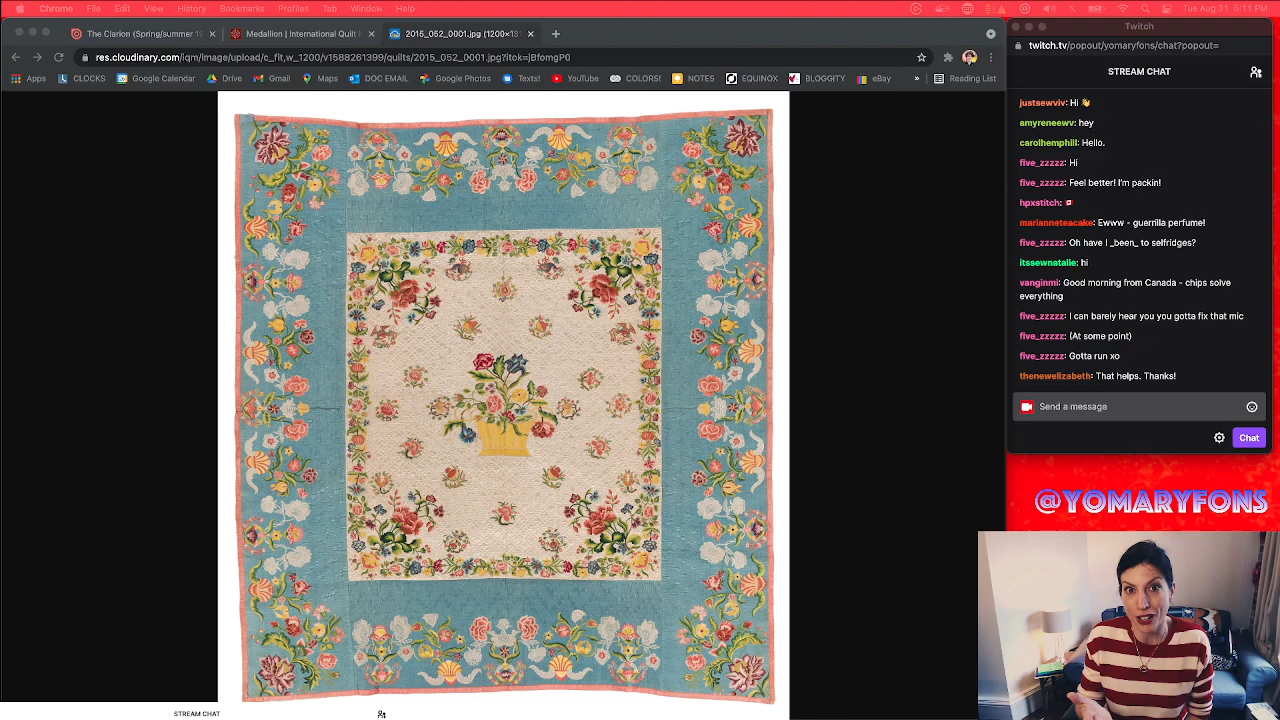 Chrome File Edit View History Bookmarks Profiles Tab Window Help Tue Aug 31 5:11 PM
The Clarion (Spring/summer 19 Medallion | International Quilt M 2015_052_0001.jpg (1200×13
res.cloudinary.com/iqm/image/upload/c_flt,w_1200/v1588261399/quilts/2015_052_0001.jpg?itok=jBfomgP0
Apps CLOCKS Google Calendar Drive Gmail Maps DOC EMAIL Google Photos Texts! YouTube COLORS! NOTES EQUINOX BLOGGITY eBay » Reading List
Twitch
twitch.tv/popout/yomaryfons/chat?popout=
STREAM CHAT
justsewviv: Hi 👋
amyreneewv: hey
carolhemphill: Hello.
five_zzzzz: Hi
five_zzzzz: Feel better! I'm packin!
hpxstitch: 🇨🇦
marianneteacake: Ewww - guerrilla perfume!
five_zzzzz: Oh have I _been_ to selfridges?
itssewnatalie: hi
vanginmi: Good morning from Canada - chips solve
everything
five_zzzzz: I can barely hear you you gotta fix that mic
five_zzzzz: (At some point)
five_zzzzz: Gotta run xo
thenewelizabeth: That helps. Thanks!
Send a message
Chat
@YOMARYFONS
STREAM CHAT